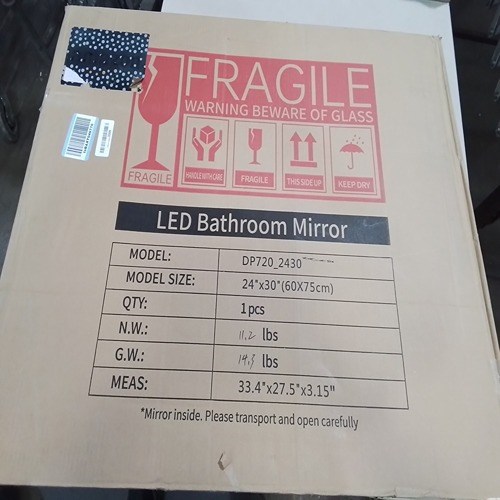 FRAGILE
WARNING BEWARE OF GLASS
FRAGILE
HANDLE WITH CARE
FRAGILE
THIS SIDE UP
KEEP DRY
LED Bathroom Mirror
MODEL: DP720_2430
MODEL SIZE: 24"x30"(60X75cm)
QTY: 1pcs
N.W.: 11.2 lbs
G.W.: lbs
MEAS: 33.4"x27.5"x3.15"
"Mirror inside. Please transport and open carefully